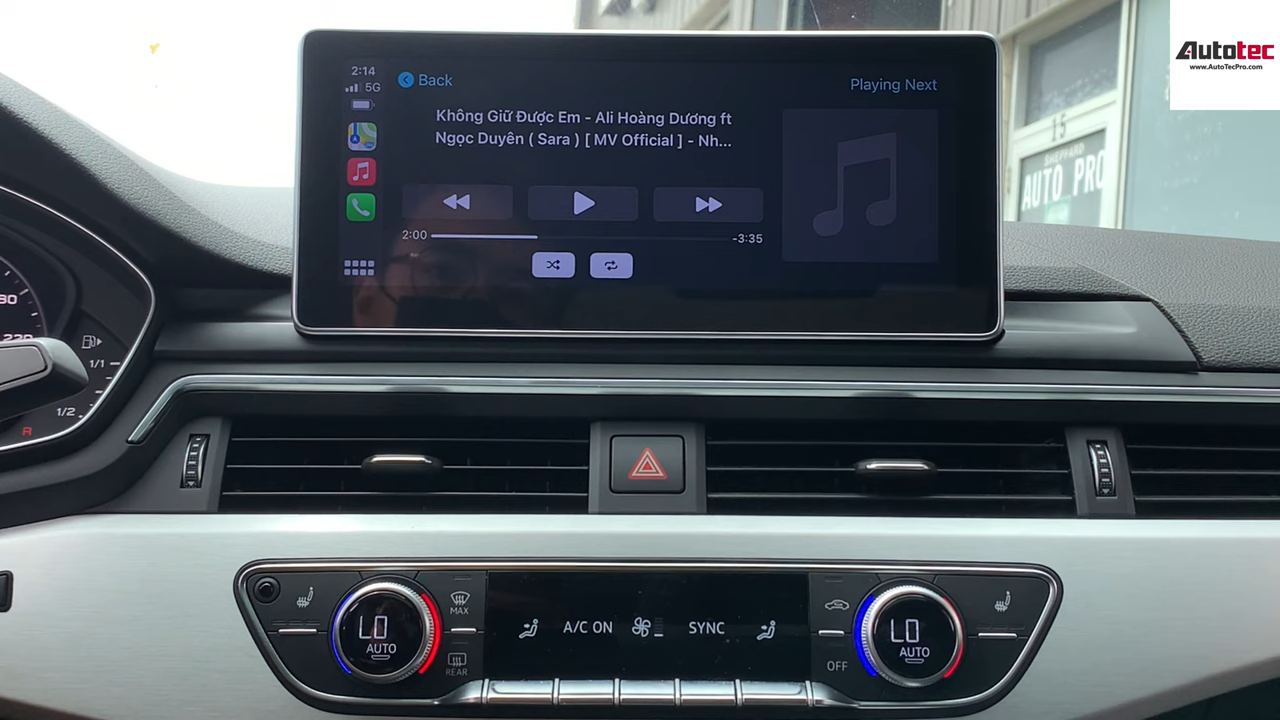 Autotec
www.AutoTecPro.com
2:14
5G
Back
Playing Next
Không Giữ Được Em - Ali Hoàng Dương ft
Ngọc Duyên ( Sara ) [ MV Official ] - Nh...
2:00
-3:35
15
SHEPPARD
AUTO PRO
220
1/1
1/2
R
LO
AUTO
MAX
REAR
A/C ON
SYNC
OFF
LO
AUTO